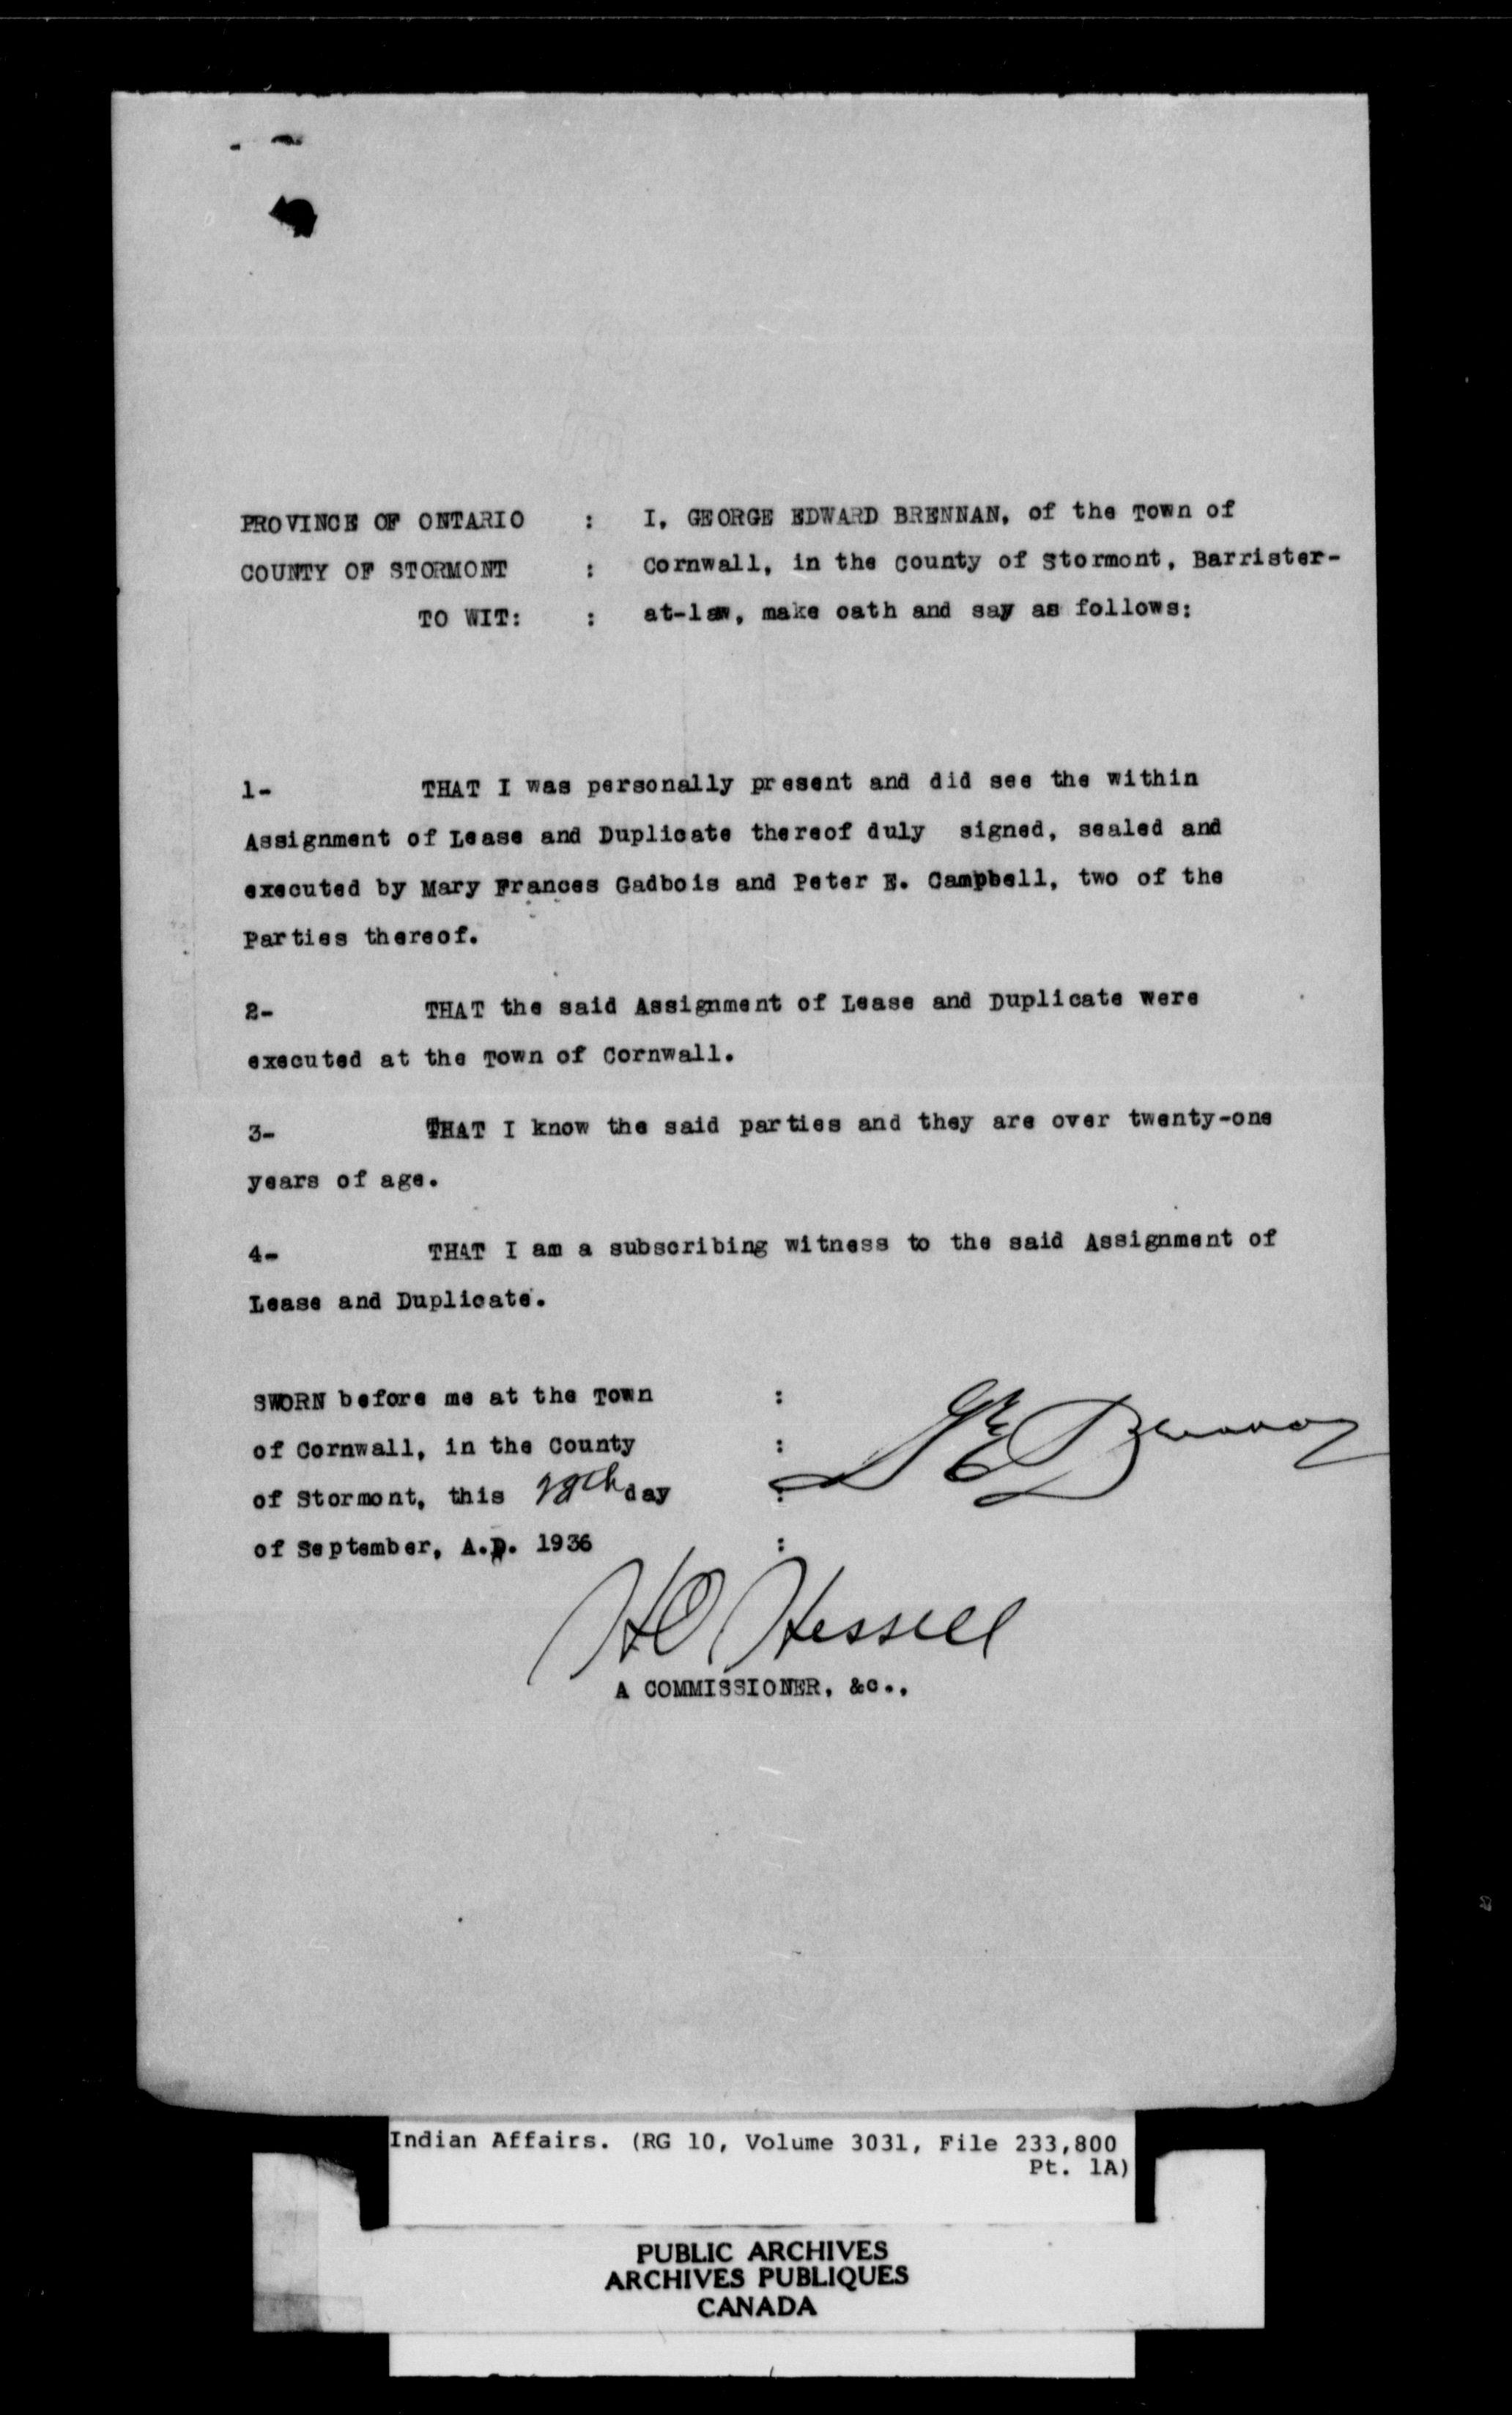 PROVINCE OF ONTARIO : I, GEORGE EDWARD BRENNAN, of the Town of
COUNTY OF STORMONT : Cornwall, in the County of Stormont, Barrister-
TO WIT: : at-law, make oath and say as follows:
1- THAT I was personally present and did see the within
Assignment of Lease and Duplicate thereof duly signed, sealed and
executed by Mary Frances Gadbois and Peter E. Campbell, two of the
Parties thereof.
2- THAT the said Assignment of Lease and Duplicate were
executed at the Town of Cornwall.
3- THAT I know the said parties and they are over twenty-one
years of age.
4- THAT I am a subscribing witness to the said Assignment of
Lease and Duplicate.
SWORN before me at the Town :
of Cornwall, in the County : G E Brennan
of Stormont, this 28th day :
of September, A.D. 1936 :
HO Hessell
A COMMISSIONER, &c.,
Indian Affairs. (RG 10, Volume 3031, File 233,800
Pt. 1A)
PUBLIC ARCHIVES
ARCHIVES PUBLIQUES
CANADA